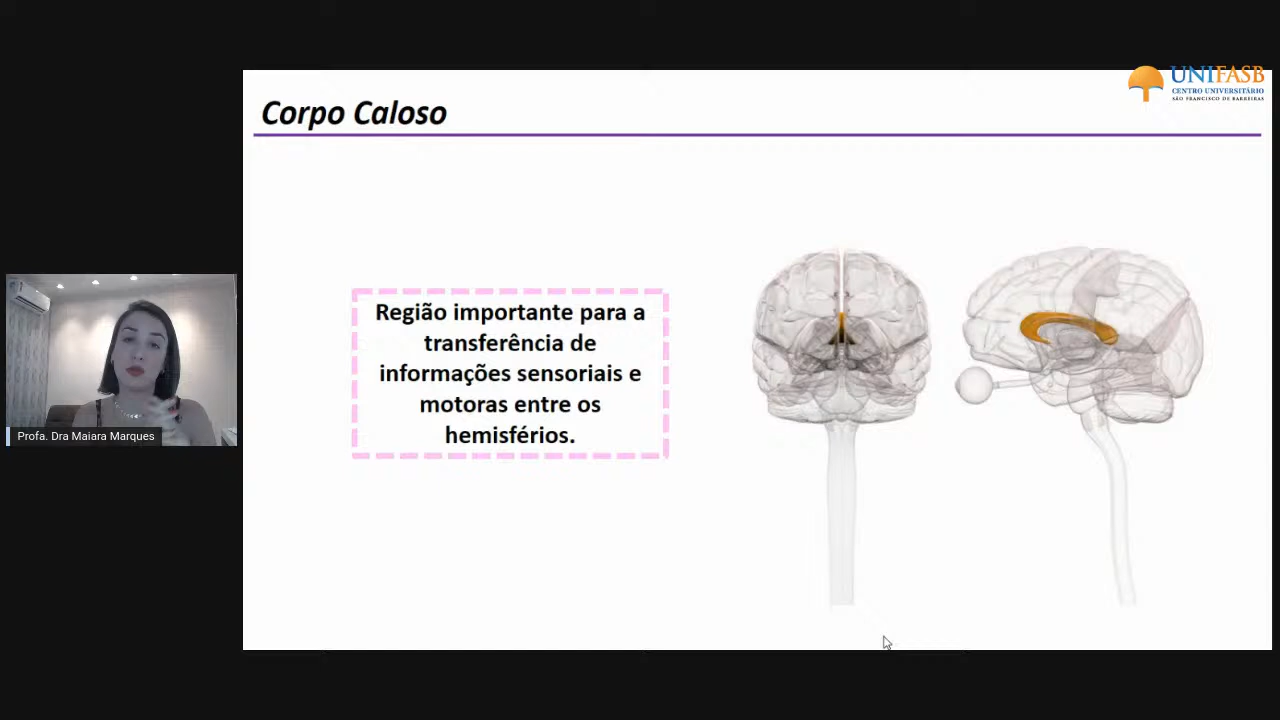 UNIFASB
CENTRO UNIVERSITÁRIO
SÃO FRANCISCO DE BARREIRAS
Corpo Caloso
Região importante para a
transferência de
informações sensoriais e
motoras entre os
hemisférios.
Profa. Dra Maiara Marques